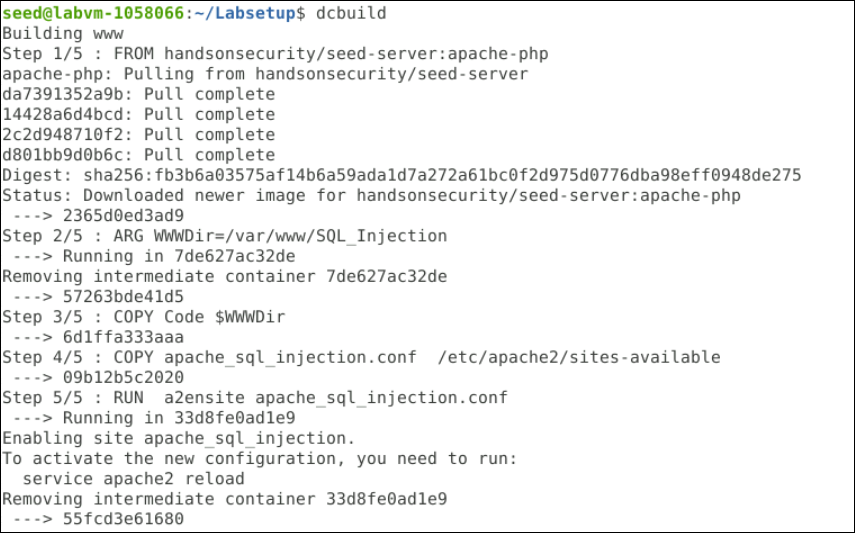 seed@labvm-1058066:~/Labsetup$ dcbuild
Building www
Step 1/5 : FROM handsonsecurity/seed-server:apache-php
apache-php: Pulling from handsonsecurity/seed-server
da7391352a9b: Pull complete
14428a6d4bcd: Pull complete
2c2d948710f2: Pull complete
d801bb9d0b6c: Pull complete
Digest: sha256:fb3b6a03575af14b6a59ada1d7a272a61bc0f2d975d0776dba98eff0948de275
Status: Downloaded newer image for handsonsecurity/seed-server:apache-php
 ---> 2365d0ed3ad9
Step 2/5 : ARG WWWDir=/var/www/SQL_Injection
 ---> Running in 7de627ac32de
Removing intermediate container 7de627ac32de
 ---> 57263bde41d5
Step 3/5 : COPY Code $WWWDir
 ---> 6d1ffa333aaa
Step 4/5 : COPY apache_sql_injection.conf  /etc/apache2/sites-available
 ---> 09b12b5c2020
Step 5/5 : RUN  a2ensite apache_sql_injection.conf
 ---> Running in 33d8fe0ad1e9
Enabling site apache_sql_injection.
To activate the new configuration, you need to run:
  service apache2 reload
Removing intermediate container 33d8fe0ad1e9
 ---> 55fcd3e61680